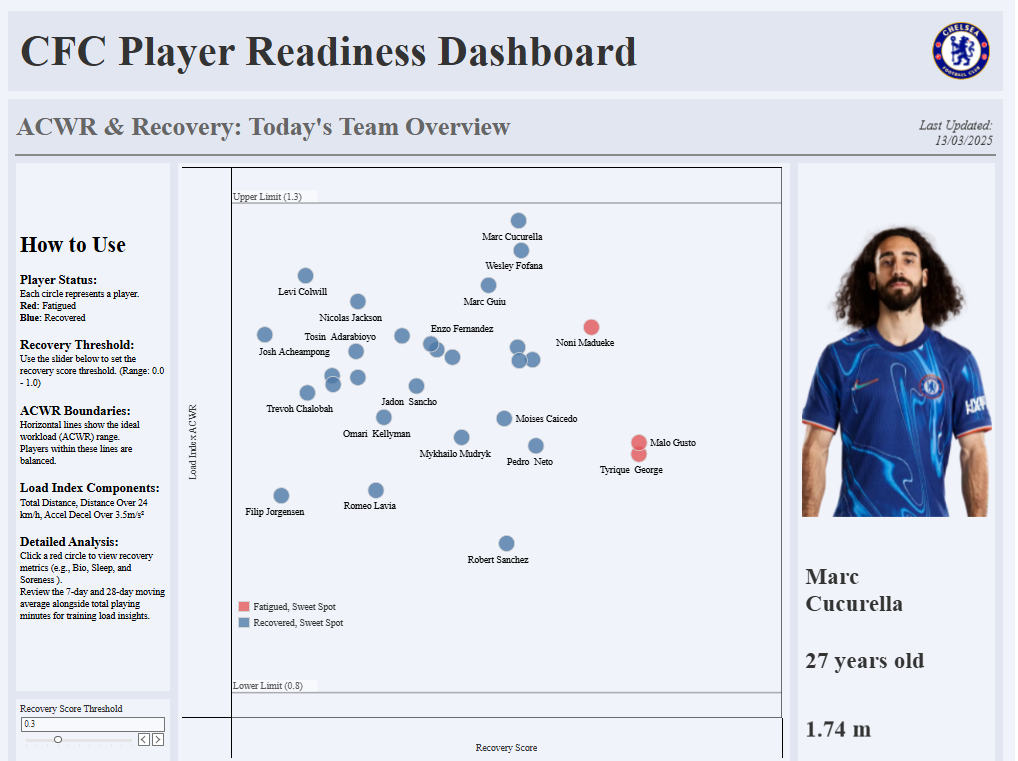 CFC Player Readiness Dashboard
CHELSEA
FOOTBALL CLUB
ACWR & Recovery: Today's Team Overview
Last Updated:
13/03/2025
How to Use
Player Status:
Each circle represents a player.
Red: Fatigued
Blue: Recovered
Recovery Threshold:
Use the slider below to set the
recovery score threshold. (Range: 0.0
- 1.0)
ACWR Boundaries:
Horizontal lines show the ideal
workload (ACWR) range.
Players within these lines are
balanced.
Load Index Components:
Total Distance, Distance Over 24
km/h, Accel Decel Over 3.5m/s²
Detailed Analysis:
Click a red circle to view recovery
metrics (e.g., Bio, Sleep, and
Soreness ).
Review the 7-day and 28-day moving
average alongside total playing
minutes for training load insights.
Recovery Score Threshold
0.3
Load Index ACWR
Upper Limit (1.3)
Marc Cucurella
Wesley Fofana
Levi Colwill
Marc Guiu
Nicolas Jackson
Enzo Fernandez
Tosin Adarabioyo
Noni Madueke
Josh Acheampong
Jadon Sancho
Trevoh Chalobah
Moises Caicedo
Omari Kellyman
Malo Gusto
Mykhailo Mudryk
Pedro Neto
Tyrique George
Romeo Lavia
Filip Jorgensen
Robert Sanchez
Fatigued, Sweet Spot
Recovered, Sweet Spot
Lower Limit (0.8)
Recovery Score
Marc
Cucurella
27 years old
1.74 m